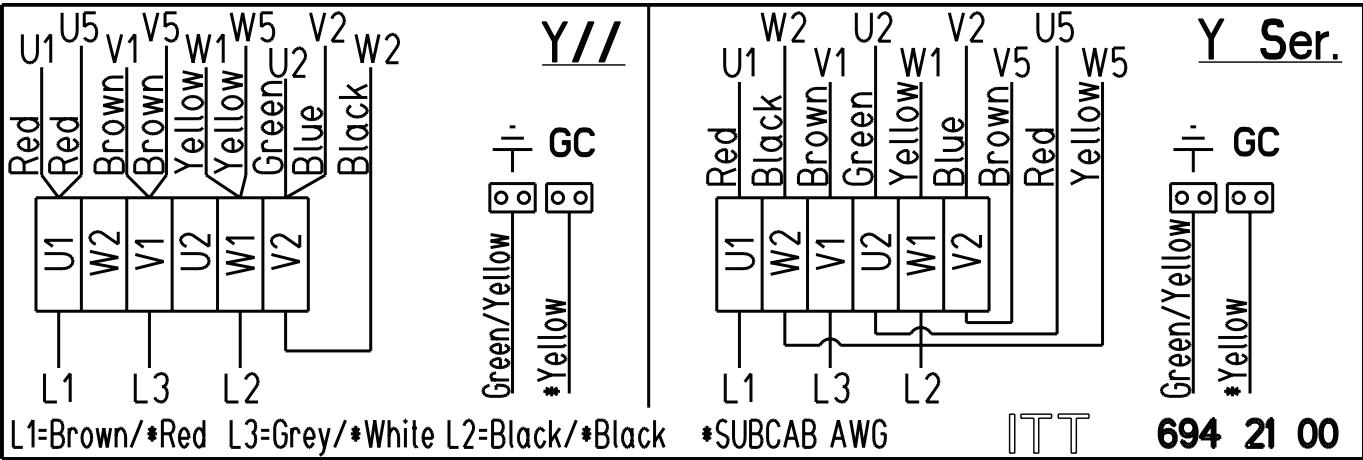 U1 U5 V1 V5 W1 W5 U2 V2 W2 Y//
Red Red Brown Brown Yellow Yellow Green Blue Black
GC
U1 W2 V1 U2 W1 V2
Green/Yellow *Yellow
L1 L3 L2
U1 W2 V1 U2 W1 V2 V5 U5 W5 Y Ser.
Red Black Brown Green Yellow Blue Brown Red Yellow
GC
U1 W2 V1 U2 W1 V2
Green/Yellow *Yellow
L1 L3 L2
L1=Brown/*Red L3=Grey/*White L2=Black/*Black *SUBCAB AWG ITT 694 21 00